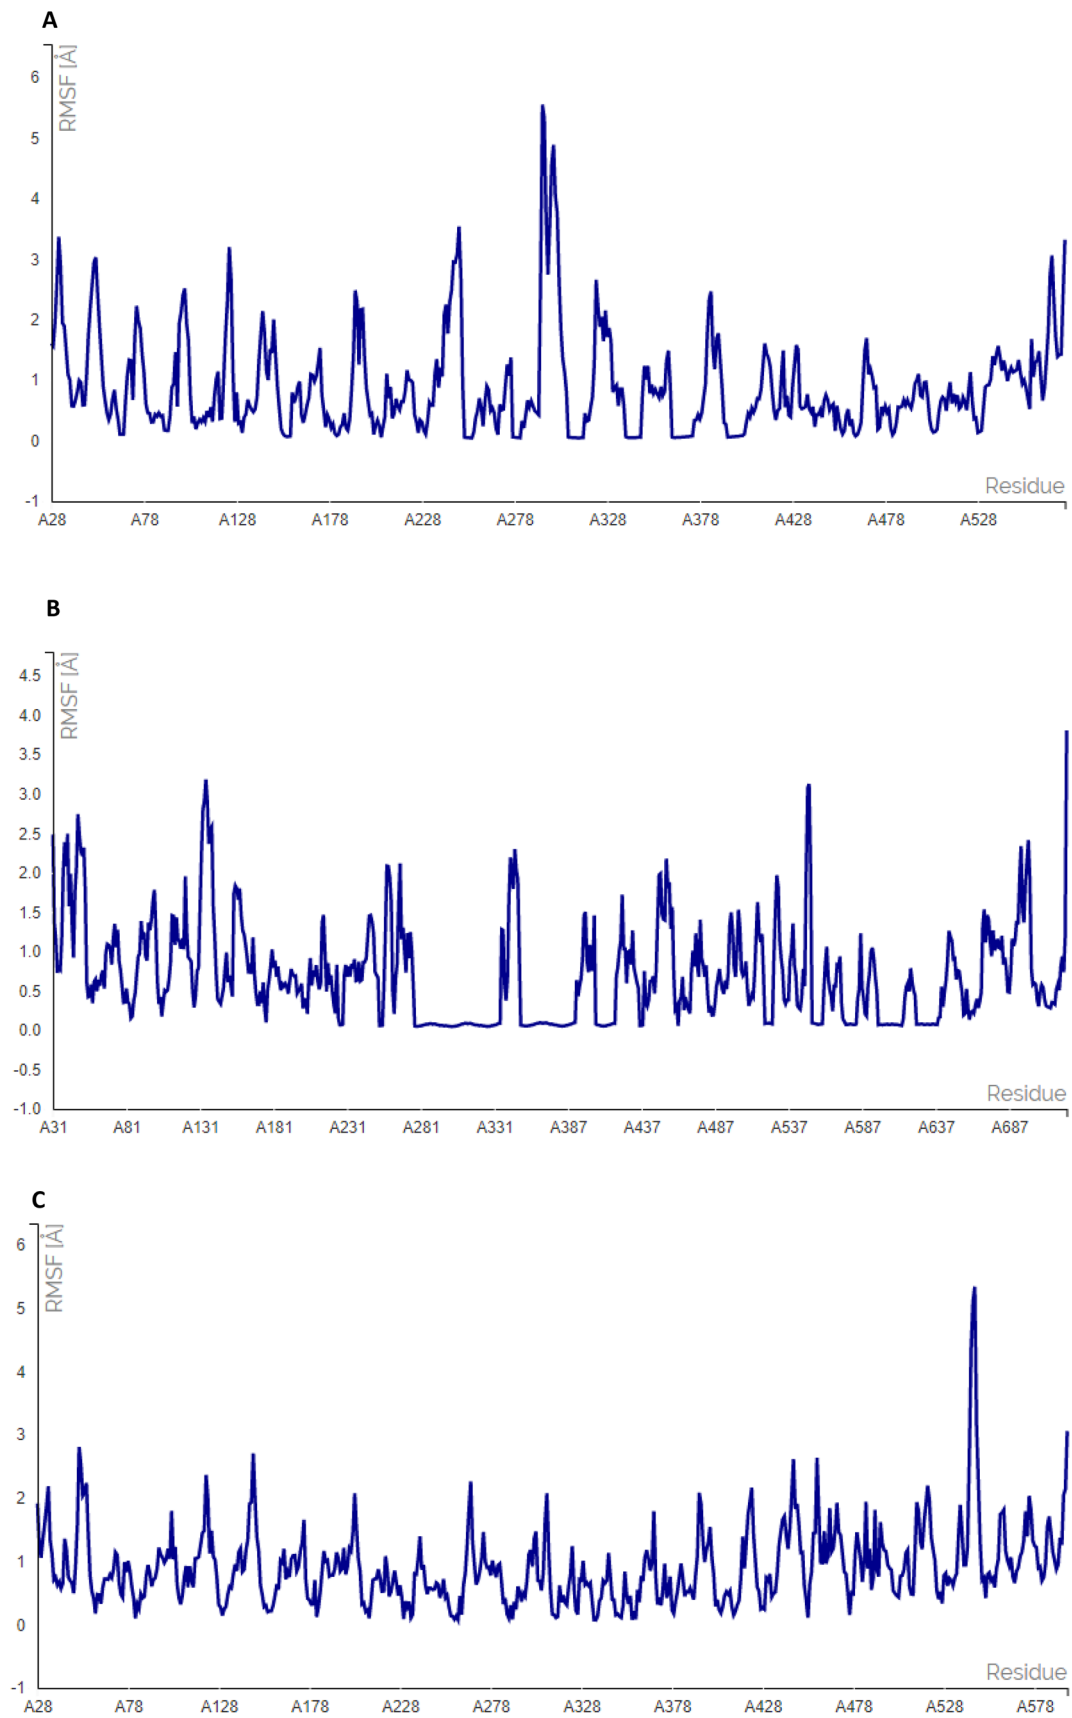 A
RMSF [Å]
6
5
4
3
2
1
0
-1
Residue
A28 A78 A128 A178 A228 A278 A328 A378 A428 A478 A528
B
RMSF [Å]
4.5
4.0
3.5
3.0
2.5
2.0
1.5
1.0
0.5
0.0
-0.5
-1.0
Residue
A31 A81 A131 A181 A231 A281 A331 A387 A437 A487 A537 A587 A637 A687
C
RMSF [Å]
6
5
4
3
2
1
0
-1
Residue
A28 A78 A128 A178 A228 A278 A328 A378 A428 A478 A528 A578